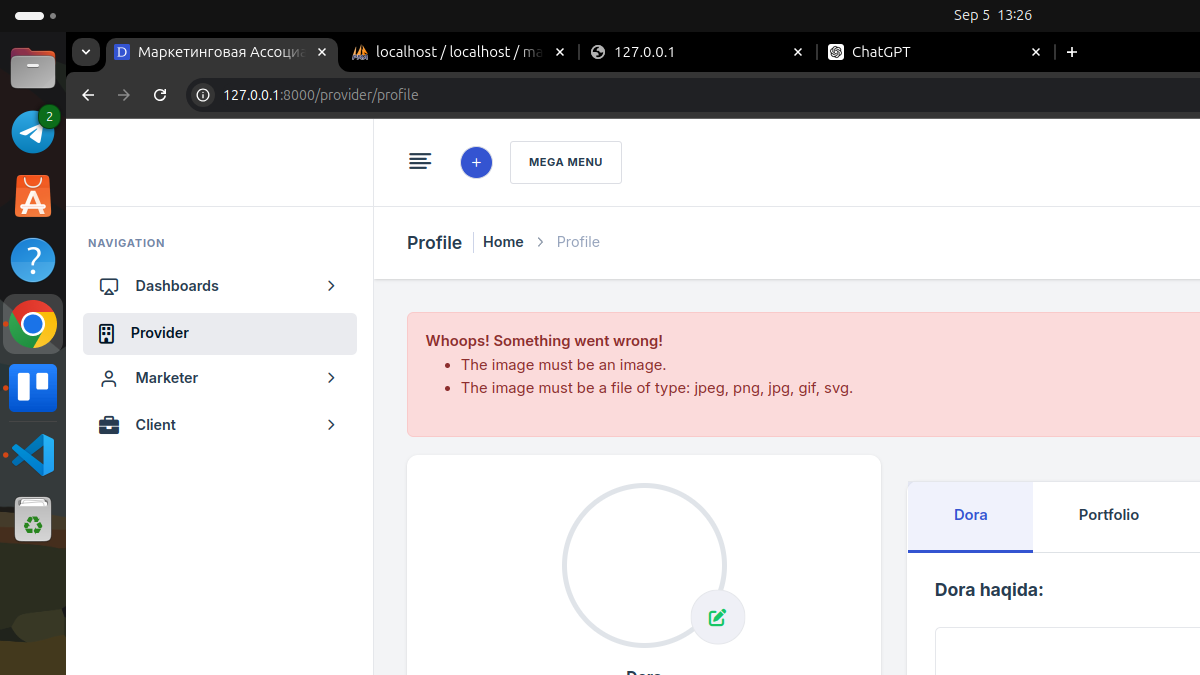 Sep 5 13:26
2
D Маркетинговая Ассоциа
localhost / localhost / ma
127.0.0.1
ChatGPT
127.0.0.1:8000/provider/profile
MEGA MENU
Profile
Home
Profile
NAVIGATION
Dashboards
Provider
Marketer
Client
Whoops! Something went wrong!
• The image must be an image.
• The image must be a file of type: jpeg, png, jpg, gif, svg.
Dora
Portfolio
Dora haqida:
Dora